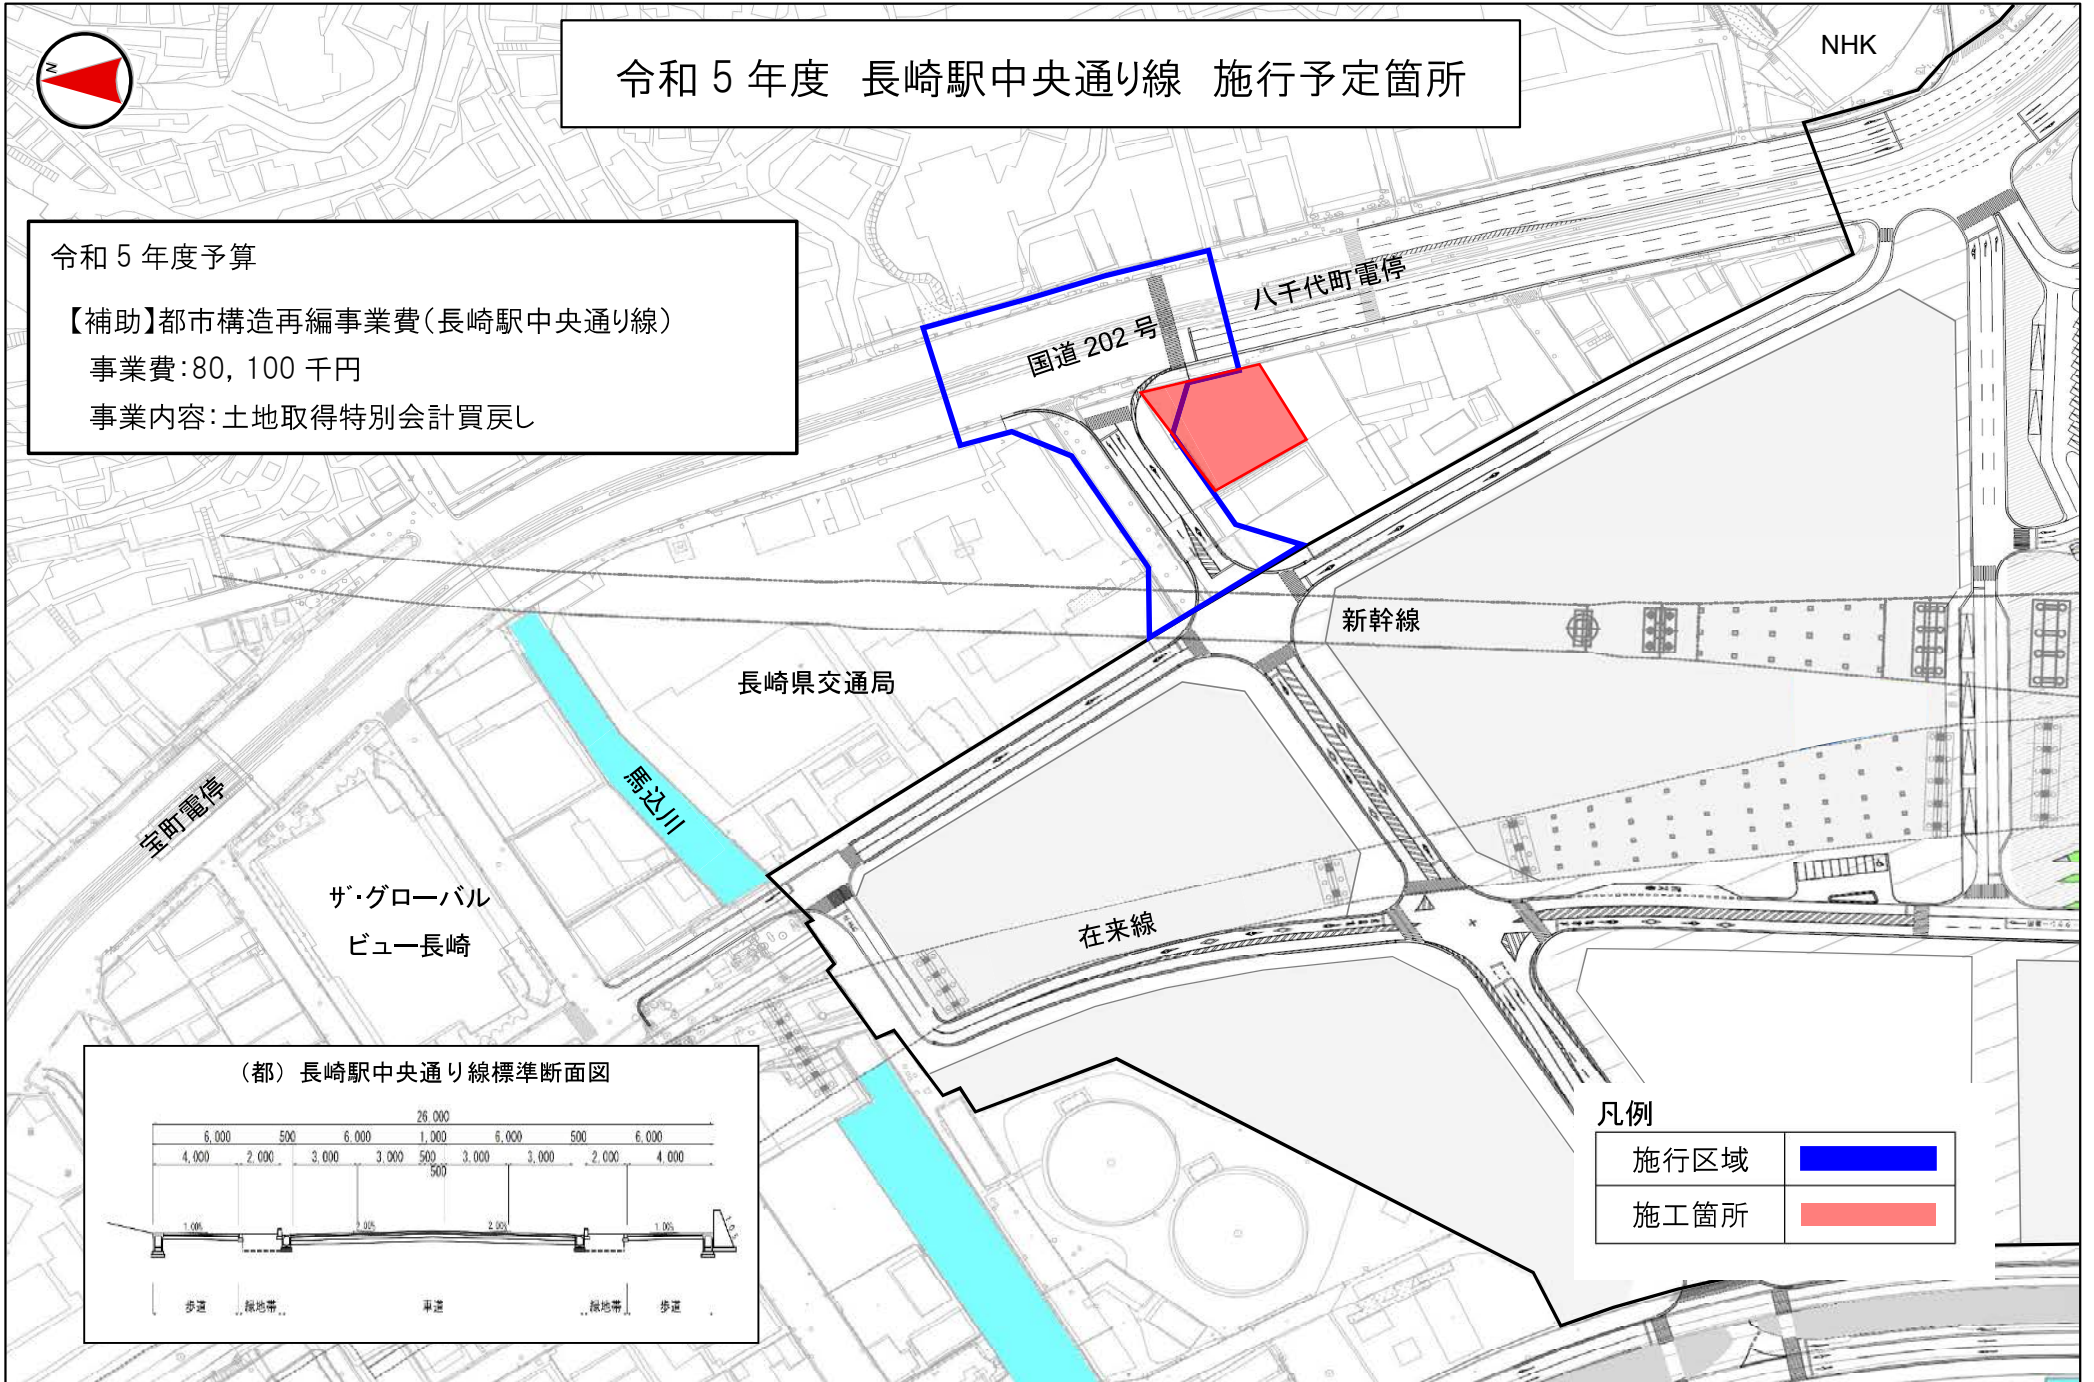 N
令和５年度 長崎駅中央通り線 施行予定箇所
NHK
令和５年度予算
【補助】都市構造再編事業費（長崎駅中央通り線）
事業費：80，100 千円
事業内容：土地取得特別会計買戻し
八千代町電停
国道 202 号
新幹線
長崎県交通局
馬込川
宝町電停
ザ・グローバル
ビュー長崎
在来線
（都）長崎駅中央通り線標準断面図
26,000
6,000 500 6,000 1,000 6,000 500 6,000
4,000 2,000 3,000 3,000 500 3,000 3,000 2,000 4,000
500
1.00% 2.00% 2.00% 1.00%
歩道 緑地帯 車道 緑地帯 歩道
凡例
施行区域
施工箇所